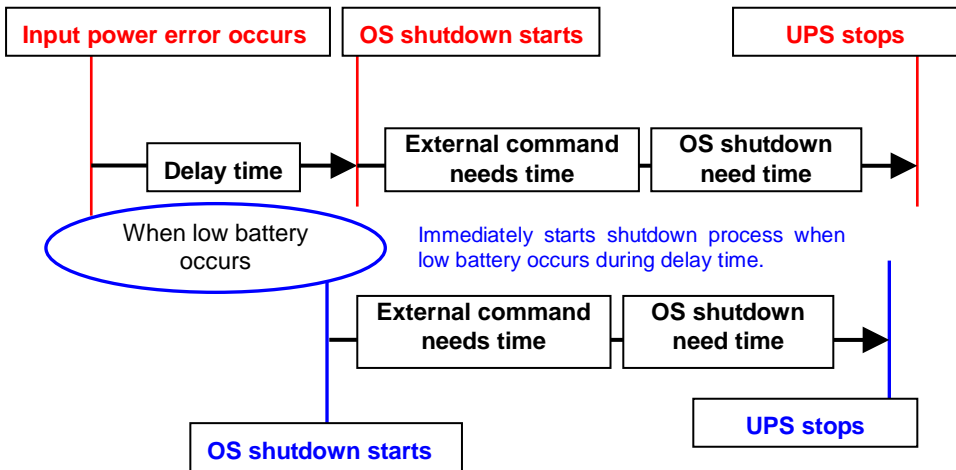 Input power error occurs
OS shutdown starts
UPS stops
Delay time
External command
needs time
OS shutdown
need time
When low battery
occurs
Immediately starts shutdown process when
low battery occurs during delay time.
External command
needs time
OS shutdown
need time
OS shutdown starts
UPS stops